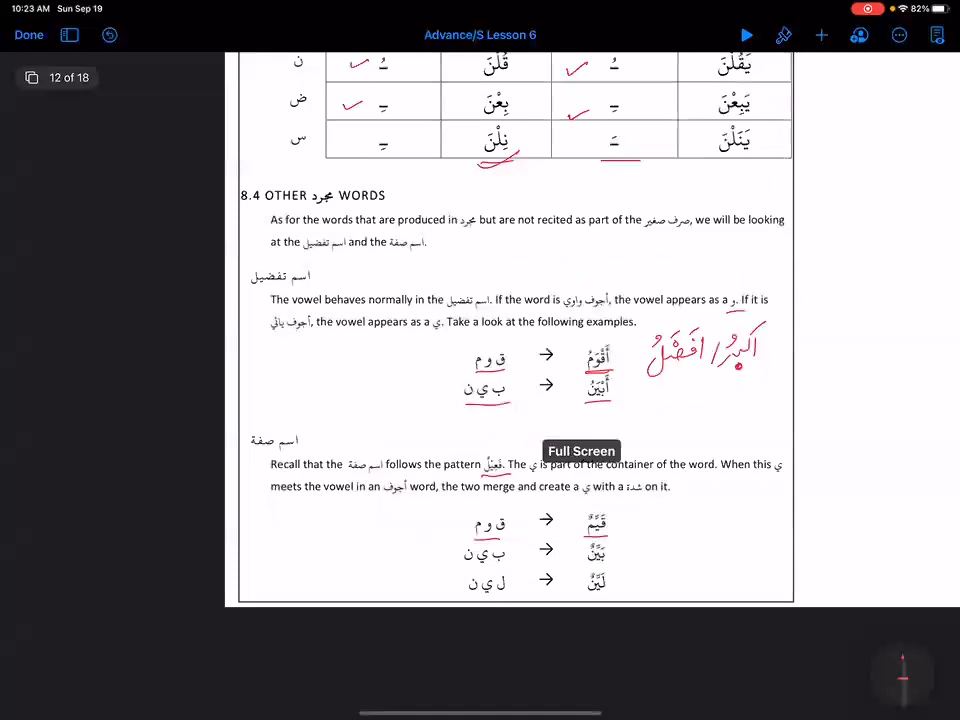 10:23 AM Sun Sep 19
82%
Done
Advance/S Lesson 6
12 of 18
ن ـُ قُلْنَ ـُ يَقُلْنَ
ض ـِ بِعْنَ ـِ يَبِعْنَ
س ـِ نِلْنَ ـَ يَنَلْنَ
8.4 OTHER مجرد WORDS
As for the words that are produced in مجرد but are not recited as part of the صرف صغير, we will be looking
at the اسم تفضيل and the اسم صفة.
اسم تفضيل
The vowel behaves normally in the اسم تفضيل. If the word is أجوف واوي, the vowel appears as a و. If it is
أجوف يائي, the vowel appears as a ي. Take a look at the following examples.
ق و م → أَقْوَمُ
أكبرُ / افضَلُ
ب ي ن → أَبْيَنُ
اسم صفة
Full Screen
Recall that the اسم صفة follows the pattern فَعِيْلٌ. The ي is part of the container of the word. When this ي
meets the vowel in an أجوف word, the two merge and create a ي with a شدة on it.
ق و م → قَيِّمٌ
ب ي ن → بَيِّنٌ
ل ي ن → لَيِّنٌ